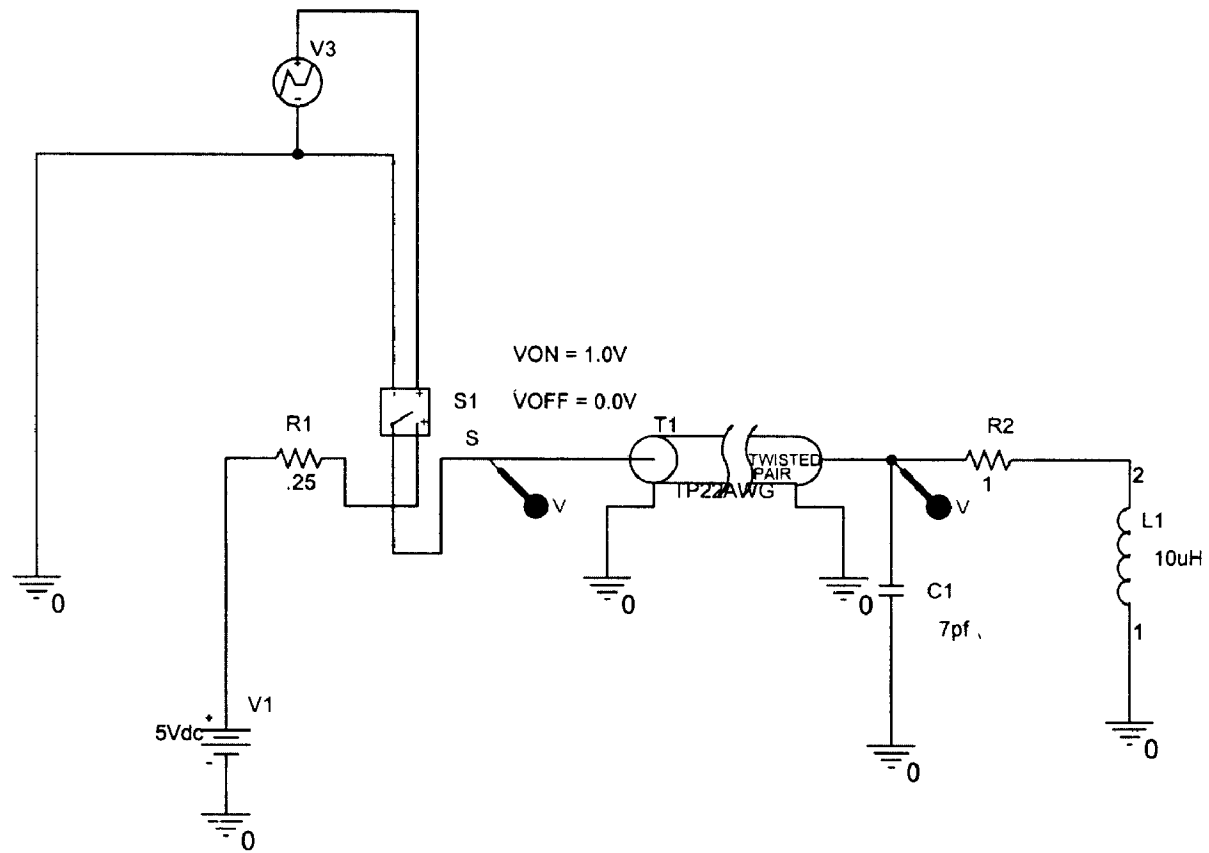 V3
+
-
0
VON = 1.0V
VOFF = 0.0V
- +
+
S1
R1
.25
S
V
T1
TWISTED
PAIR
TP22AWG
0
0
V
R2
1
2
L1
10uH
1
0
C1
7pf
0
V1
+
5Vdc
-
0